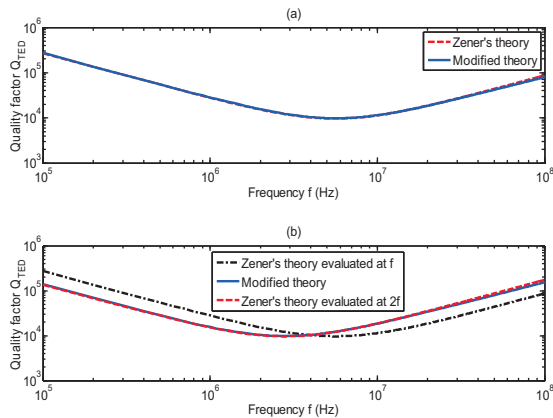 (a)
Quality factor Q_TED
10^6
10^5
10^4
10^3
Zener's theory
Modified theory
10^5
10^6
10^7
10^8
Frequency f (Hz)
(b)
Quality factor Q_TED
10^6
10^5
10^4
10^3
Zener's theory evaluated at f
Modified theory
Zener's theory evaluated at 2f
10^5
10^6
10^7
10^8
Frequency f (Hz)